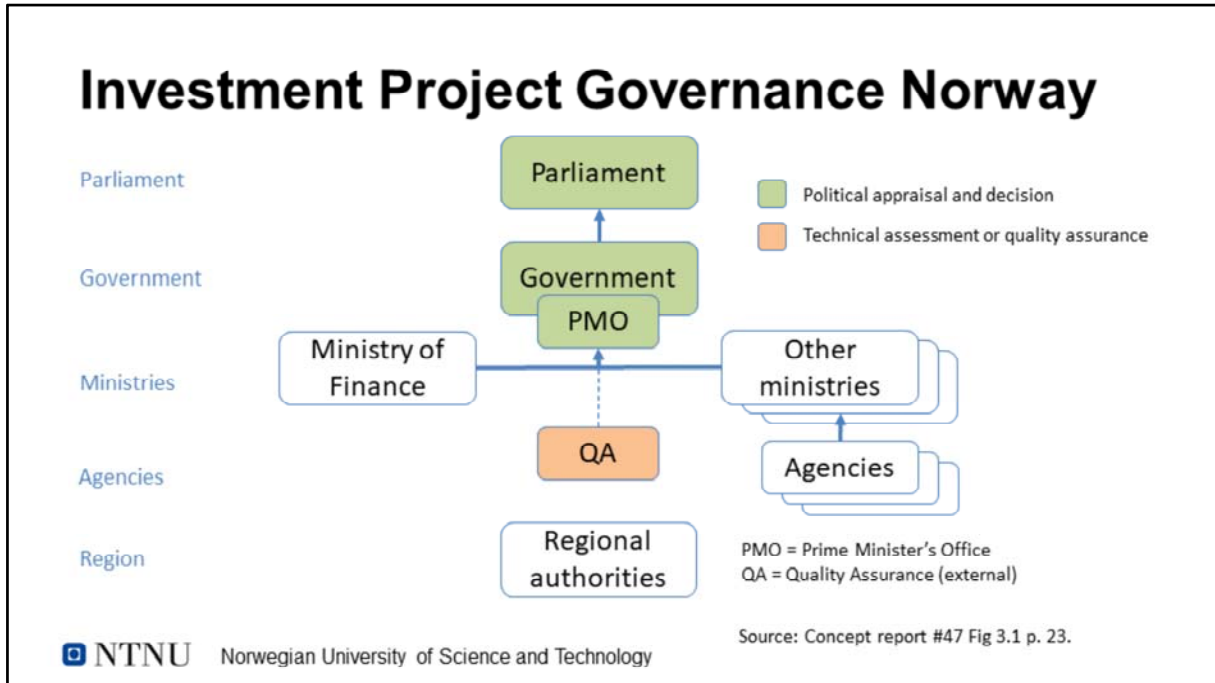 Investment Project Governance Norway
Parliament
Parliament
Political appraisal and decision
Technical assessment or quality assurance
Government
Government
PMO
Ministries
Ministry of
Finance
Other
ministries
Agencies
QA
Agencies
Region
Regional
authorities
PMO = Prime Minister's Office
QA = Quality Assurance (external)
Source: Concept report #47 Fig 3.1 p. 23.
NTNU Norwegian University of Science and Technology